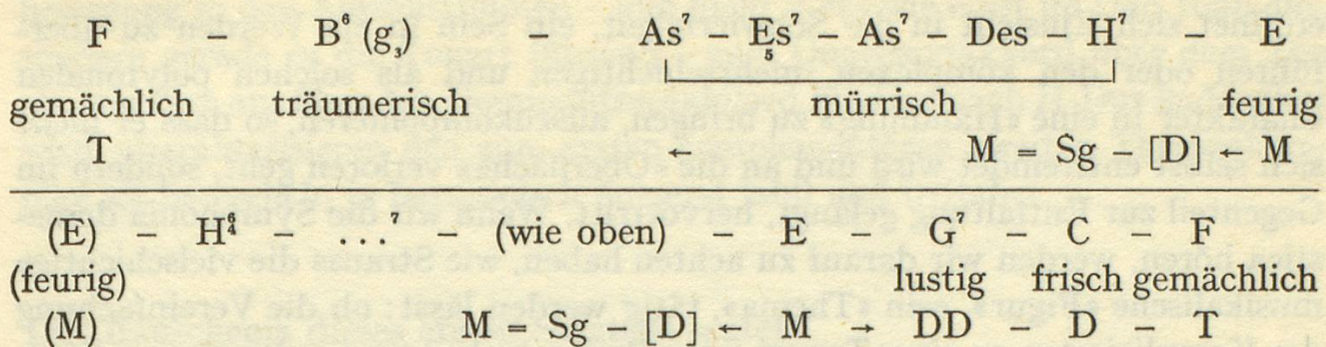 F B⁶ (g₃) As⁷ – Es⁷₅ As⁷ – Des – H⁷ E
gemächlich träumerisch mürrisch feurig
T ← M = Sg – [D] ← M
(E) – H⁶₄ – ... ⁷ – (wie oben) – E – G⁷ – C – F
(feurig) lustig frisch gemächlich
(M) M = Sg – [D] ← M → DD – D – T